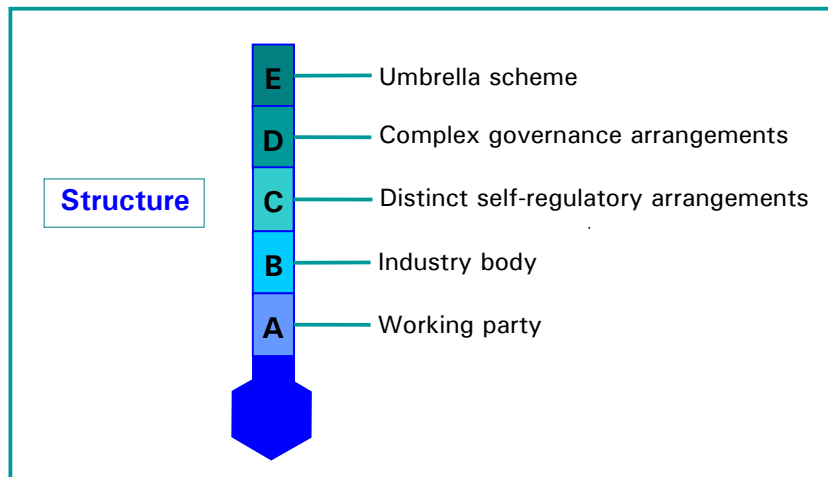 E Umbrella scheme
D Complex governance arrangements
Structure
C Distinct self-regulatory arrangements
B Industry body
A Working party